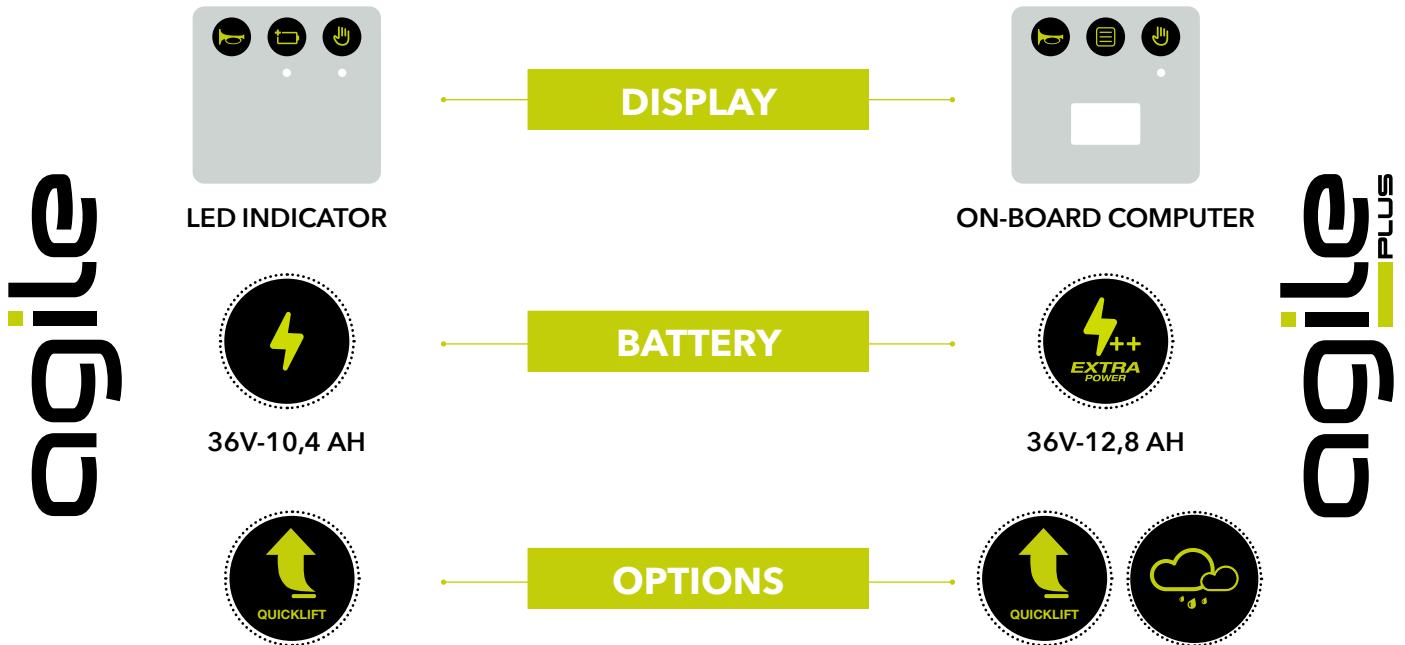 agile
DISPLAY
LED INDICATOR
ON-BOARD COMPUTER
BATTERY
++
EXTRA
POWER
36V-10,4 AH
36V-12,8 AH
OPTIONS
QUICKLIFT
QUICKLIFT
agile PLUS